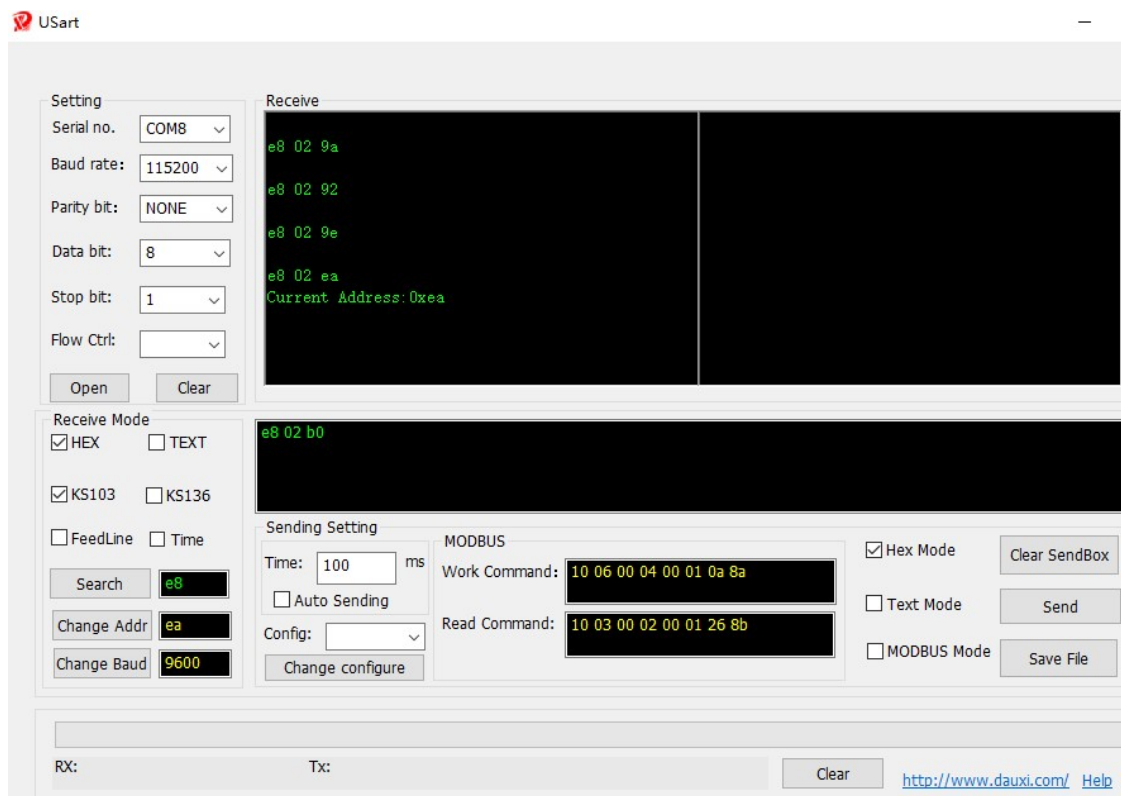 USart
Setting
Serial no. COM8
Baud rate: 115200
Parity bit: NONE
Data bit: 8
Stop bit: 1
Flow Ctrl:
Open Clear
Receive
e8 02 9a
e8 02 92
e8 02 9e
e8 02 ea
Current Address:0xea
Receive Mode
HEX TEXT
KS103 KS136
FeedLine Time
Search e8
Change Addr ea
Change Baud 9600
e8 02 b0
Sending Setting
Time: 100 ms
Auto Sending
Config:
Change configure
MODBUS
Work Command: 10 06 00 04 00 01 0a 8a
Read Command: 10 03 00 02 00 01 26 8b
Hex Mode Clear SendBox
Text Mode Send
MODBUS Mode Save File
RX: Tx: Clear http://www.dauxi.com/ Help